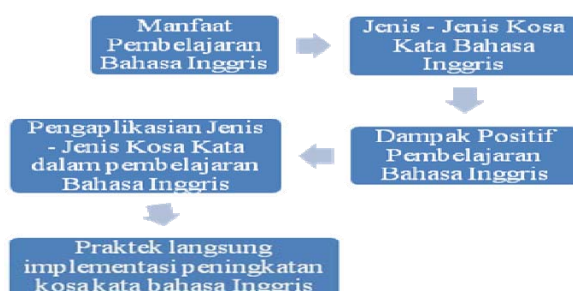 Manfaat
Pembelajaran
Bahasa Inggris
Jenis - Jenis Kosa
Kata Bahasa
Inggris
Dampak Positif
Pembelajaran
Bahasa Inggris
Pengaplikasian Jenis
- Jenis Kosa Kata
dalam pembelajaran
Bahasa Inggris
Praktek langsung
implementasi peningkatan
kosakata bahasa Inggris